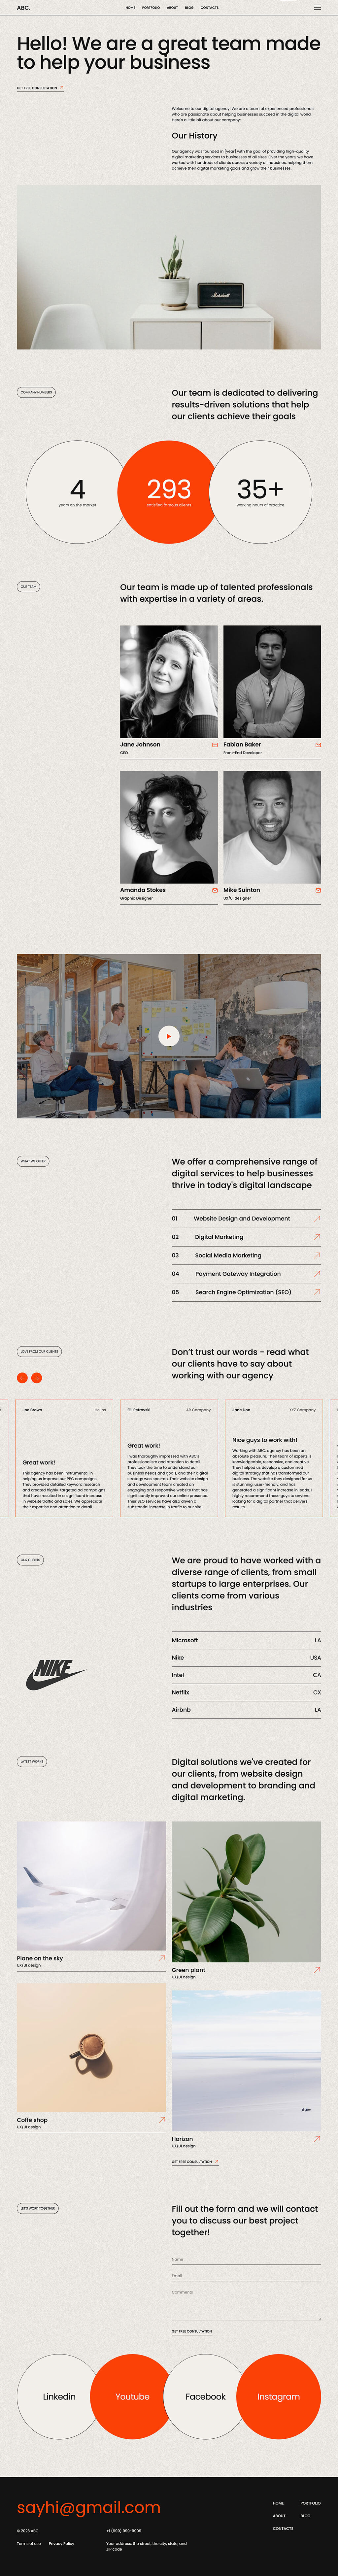 ABC.
HOME PORTFOLIO ABOUT BLOG CONTACTS
Hello! We are a great team made
to help your business
GET FREE CONSULTATION
Welcome to our digital agency! We are a team of experienced professionals
who are passionate about helping businesses succeed in the digital world.
Here's a little bit about our company:
Our History
Our agency was founded in [year] with the goal of providing high-quality
digital marketing services to businesses of all sizes. Over the years, we have
worked with hundreds of clients across a variety of industries, helping them
achieve their digital marketing goals and grow their businesses.
Marshall
COMPANY NUMBERS
Our team is dedicated to delivering
results-driven solutions that help
our clients achieve their goals
4
years on the market
293
satisfied famous clients
35+
working hours of practice
OUR TEAM
Our team is made up of talented professionals
with expertise in a variety of areas.
Jane Johnson
CEO
Fabian Baker
Front-End Developer
Amanda Stokes
Graphic Designer
Mike Suinton
UX/UI designer
WHAT WE OFFER
We offer a comprehensive range of
digital services to help businesses
thrive in today's digital landscape
01 Website Design and Development
02 Digital Marketing
03 Social Media Marketing
04 Payment Gateway Integration
05 Search Engine Optimization (SEO)
LOVE FROM OUR CLIENTS
Don't trust our words - read what
our clients have to say about
working with our agency
Joe Brown Helios
Great work!
This agency has been instrumental in
helping us improve our PPC campaigns.
They provided detailed keyword research
and created highly-targeted campaigns
that have resulted in a significant increase
in website traffic and sales. We appreciate
their expertise and attention to detail.
Fill Petrovski AR Company
Great work!
I was thoroughly impressed with ABC's
professionalism and attention to detail.
They took the time to understand our
business needs and goals, and their digital
strategy was spot-on. Their website design
and development team created an
engaging and responsive website that has
significantly improved our online presence.
Their SEO services have also driven a
substantial increase in traffic to our site.
Jane Doe XYZ Company
Nice guys to work with!
Working with ABC. agency has been an
absolute pleasure. Their team of experts is
knowledgeable, responsive, and creative.
They helped us develop a customized
digital strategy that has transformed our
business. The website they designed for us
is stunning, user-friendly, and has
generated a significant increase in leads. I
highly recommend these guys to anyone
looking for a digital partner that delivers
results.
OUR CLIENTS
We are proud to have worked with a
diverse range of clients, from small
startups to large enterprises. Our
clients come from various
industries
NIKE
Microsoft LA
Nike USA
Intel CA
Netflix CX
Airbnb LA
LATEST WORKS
Digital solutions we've created for
our clients, from website design
and development to branding and
digital marketing.
Plane on the sky
UX/UI design
Green plant
UX/UI design
Coffe shop
UX/UI design
Horizon
UX/UI design
GET FREE CONSULTATION
LET'S WORK TOGETHER
Fill out the form and we will contact
you to discuss our best project
together!
Name
Email
Comments
GET FREE CONSULTATION
Linkedin
Youtube
Facebook
Instagram
sayhi@gmail.com
HOME PORTFOLIO
ABOUT BLOG
CONTACTS
© 2023 ABC.
+1 (999) 999-9999
Terms of use Privacy Policy
Your address: the street, the city, state, and
ZIP code